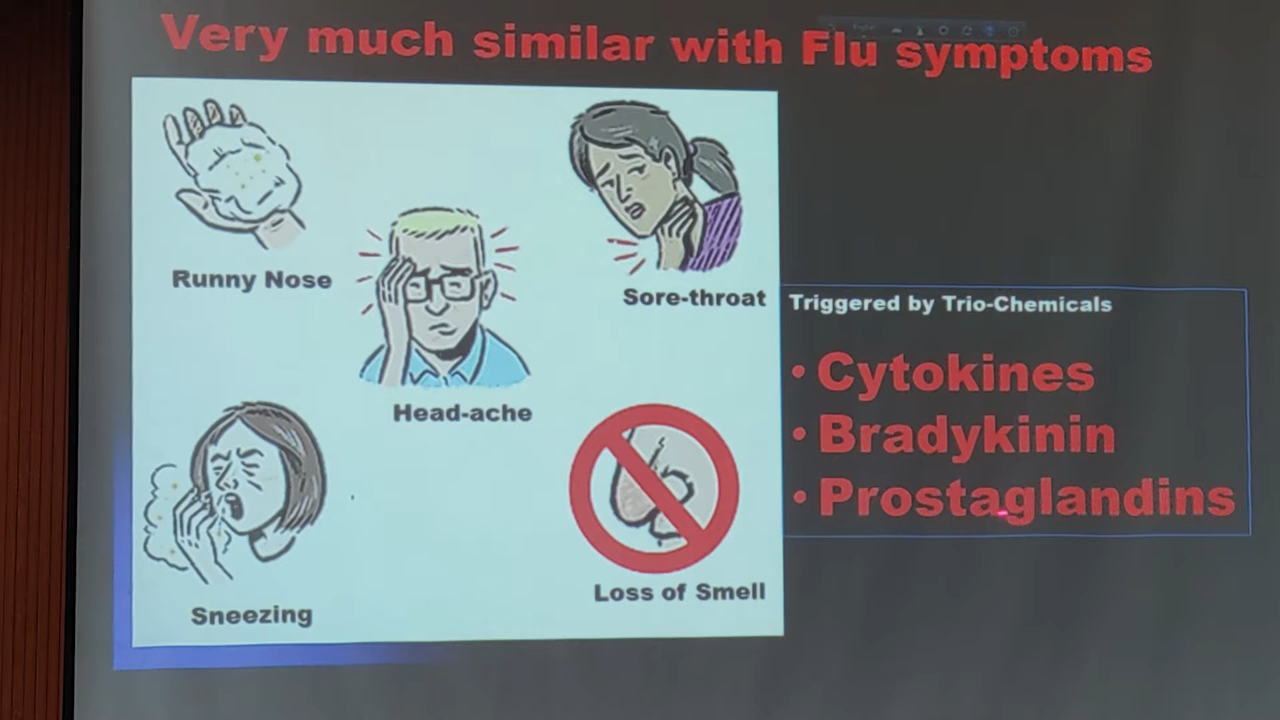 Very much similar with Flu symptoms
Runny Nose
Sore-throat
Head-ache
Sneezing
Loss of Smell
Triggered by Trio-Chemicals
• Cytokines
• Bradykinin
• Prostaglandins